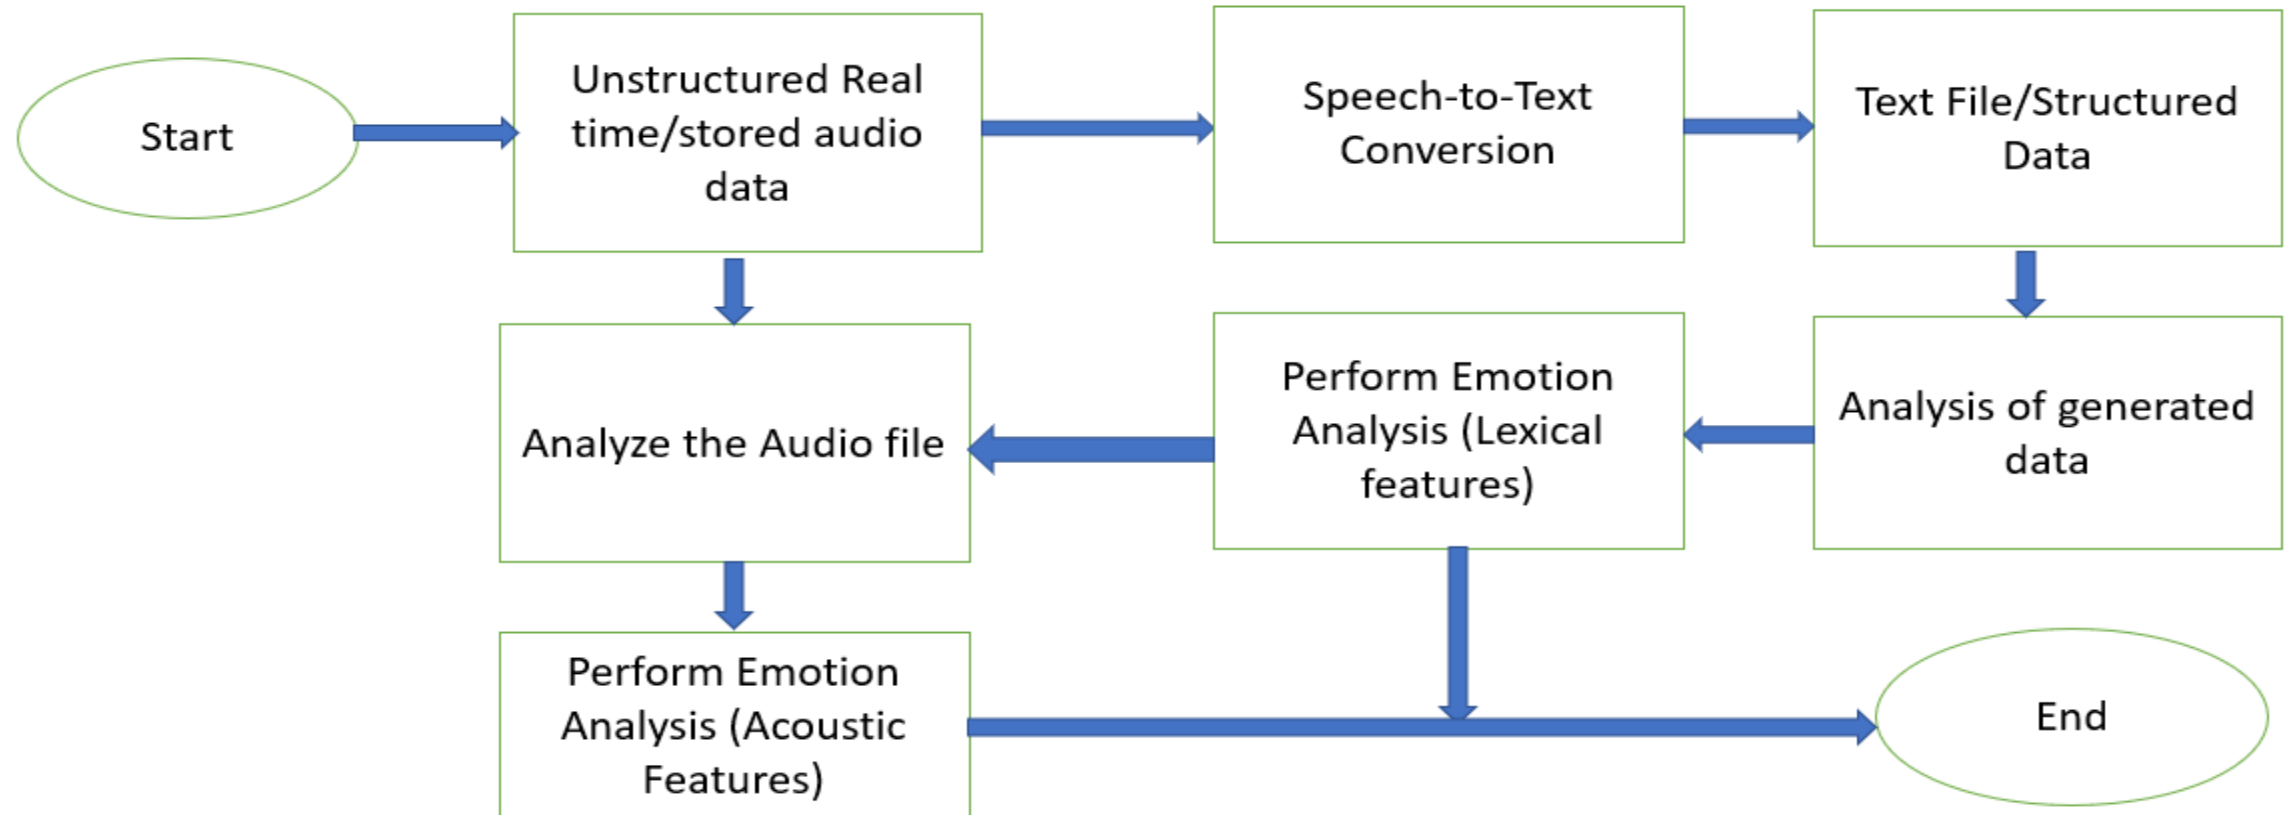 Start
Unstructured Real
time/stored audio
data
Speech-to-Text
Conversion
Text File/Structured
Data
Analyze the Audio file
Perform Emotion
Analysis (Lexical
features)
Analysis of generated
data
Perform Emotion
Analysis (Acoustic
Features)
End